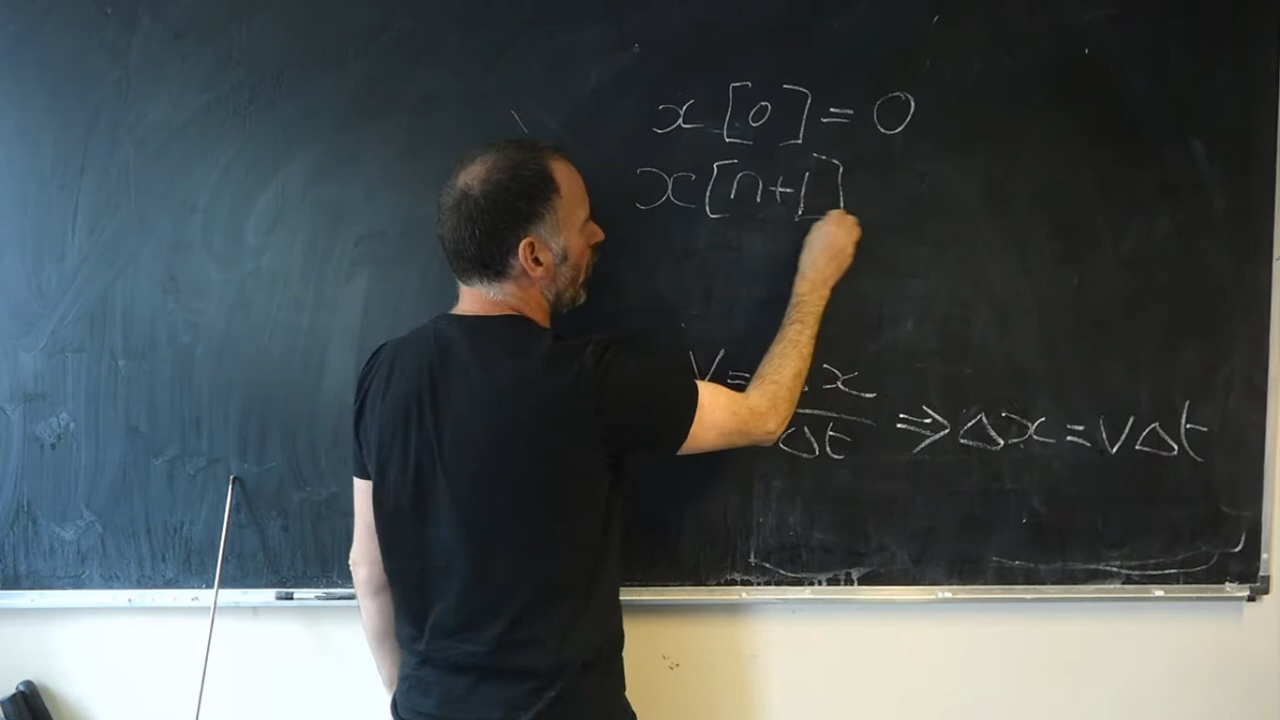 x[0] = 0
x[n+1]
V = x / Δt ⇒ Δx = VΔt